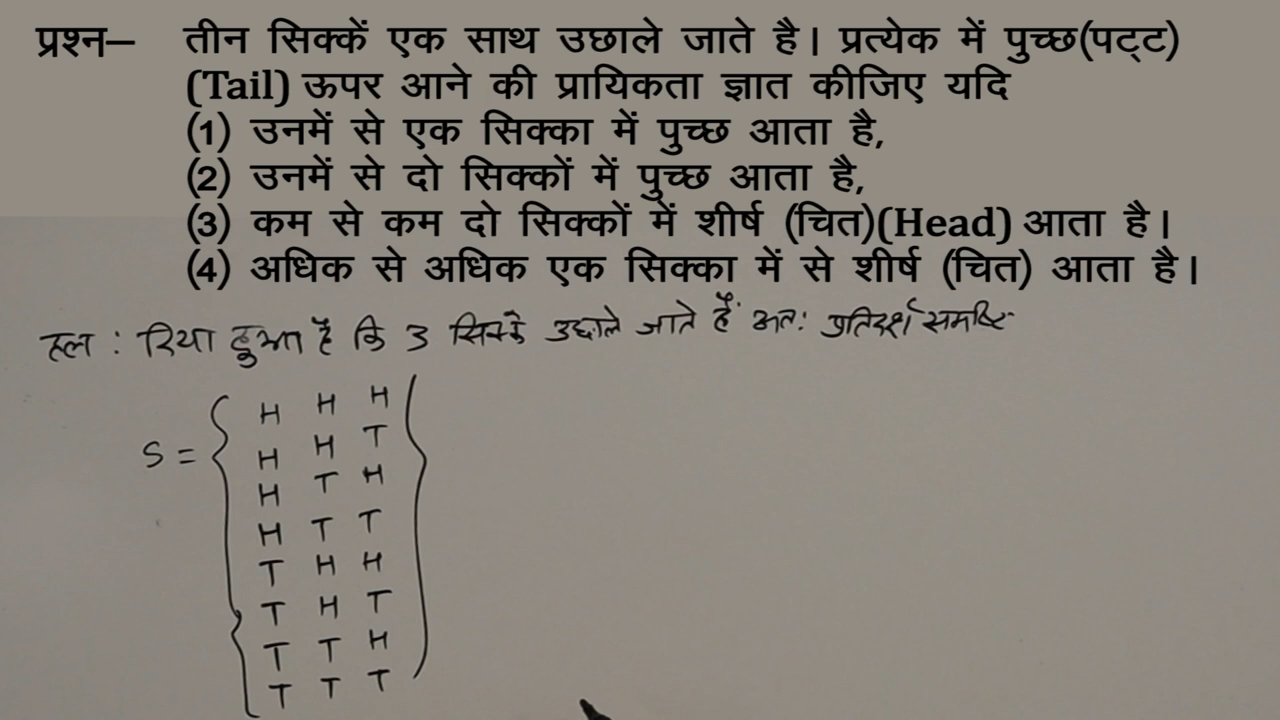 प्रश्न— तीन सिक्कें एक साथ उछाले जाते है। प्रत्येक में पुच्छ(पट्ट)
(Tail) ऊपर आने की प्रायिकता ज्ञात कीजिए यदि
(1) उनमें से एक सिक्का में पुच्छ आता है,
(2) उनमें से दो सिक्कों में पुच्छ आता है,
(3) कम से कम दो सिक्कों में शीर्ष (चित)(Head) आता है।
(4) अधिक से अधिक एक सिक्का में से शीर्ष (चित) आता है।
हल : दिया हुआ है कि 3 सिक्के उछाले जाते हैं अतः प्रतिदर्श समष्टि
S = { H H H
H H T
H T H
H T T
T H H
T H T
T T H
T T T }